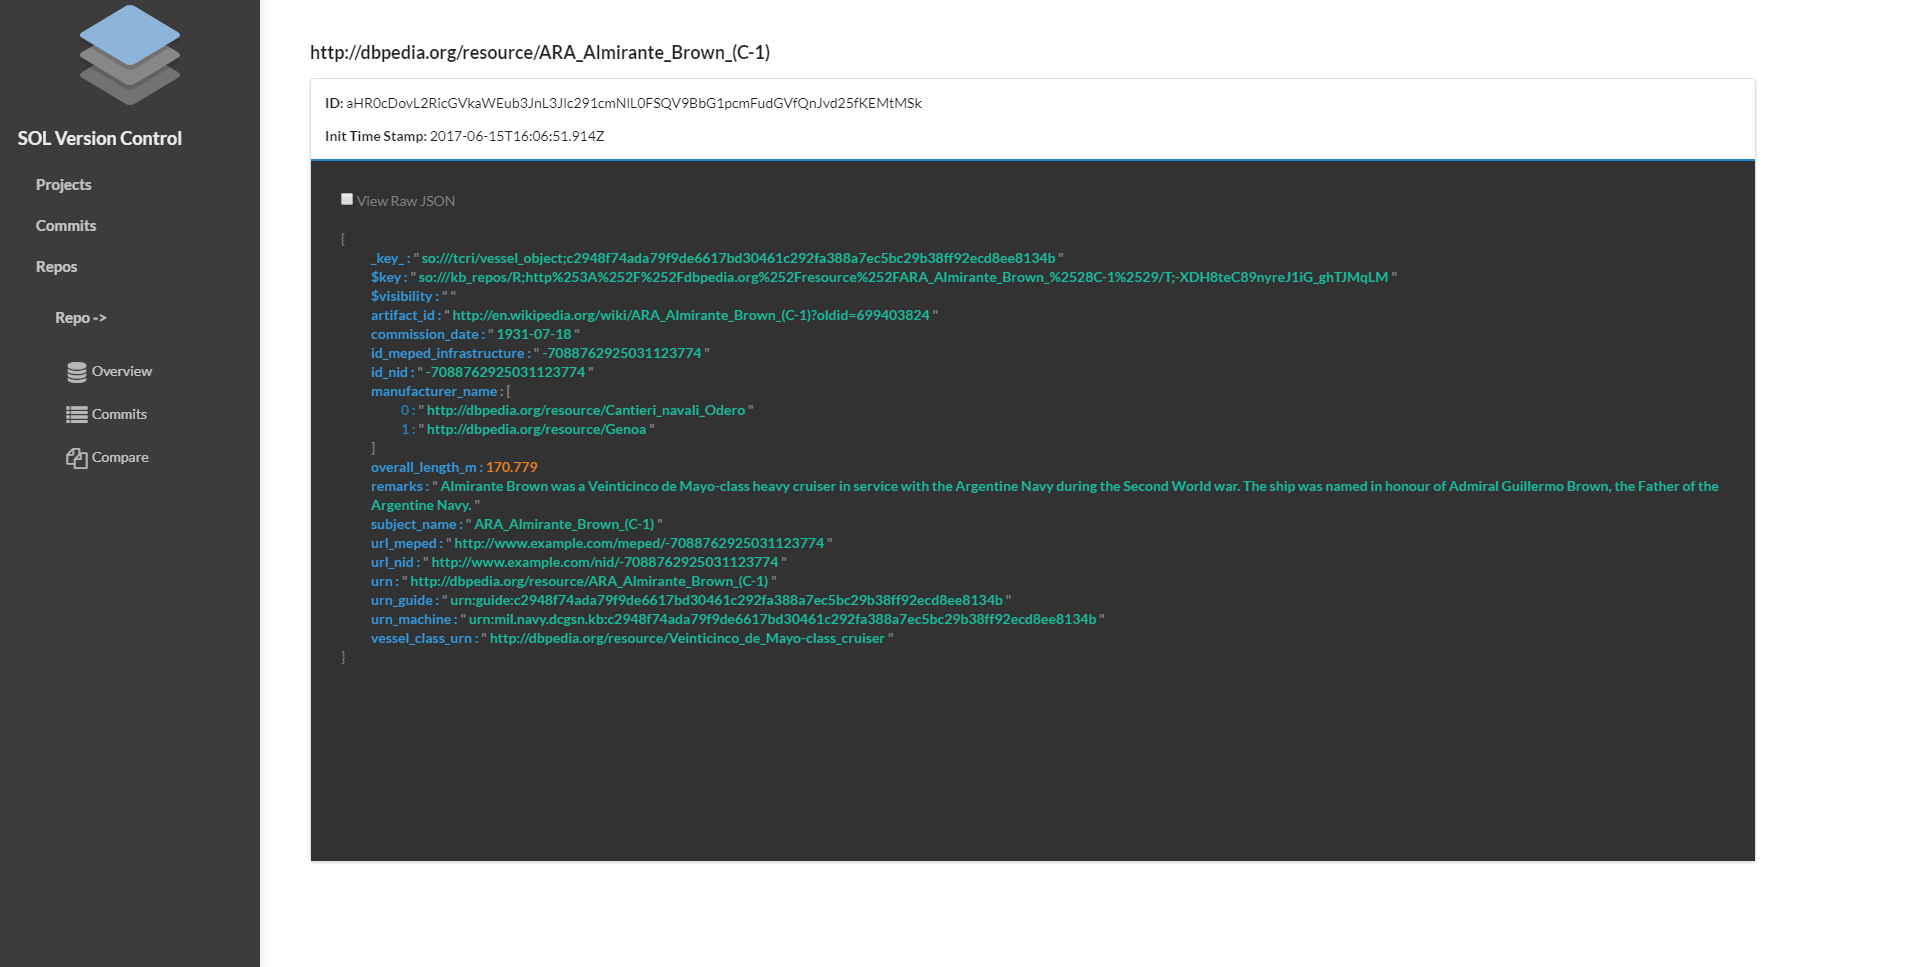 SOL Version Control
Projects
Commits
Repos
Repo ->
Overview
Commits
Compare
http://dbpedia.org/resource/ARA_Almirante_Brown_(C-1)
ID: aHR0cDovL2RicGVkaWEub3JnL3Jlc291cmNlL0FSQV9BbG1pcmFudGVfQnJvd25fKEMtMSk
Init Time Stamp: 2017-06-15T16:06:51.914Z
View Raw JSON
{
_key_ : " so:///tcri/vessel_object;c2948f74ada79f9de6617bd30461c292fa388a7ec5bc29b38ff92ecd8ee8134b "
$key : " so:///kb_repos/R;http%253A%252F%252Fdbpedia.org%252Fresource%252FARA_Almirante_Brown_%2528C-1%2529/T;-XDH8teC89nyreJ1iG_ghTJMqLM "
$visibility : " "
artifact_id : " http://en.wikipedia.org/wiki/ARA_Almirante_Brown_(C-1)?oldid=699403824 "
commission_date : " 1931-07-18 "
id_meped_infrastructure : " -7088762925031123774 "
id_nid : " -7088762925031123774 "
manufacturer_name : [
0 : " http://dbpedia.org/resource/Cantieri_navali_Odero "
1 : " http://dbpedia.org/resource/Genoa "
]
overall_length_m : 170.779
remarks : " Almirante Brown was a Veinticinco de Mayo-class heavy cruiser in service with the Argentine Navy during the Second World war. The ship was named in honour of Admiral Guillermo Brown, the Father of the
Argentine Navy. "
subject_name : " ARA_Almirante_Brown_(C-1) "
url_meped : " http://www.example.com/meped/-7088762925031123774 "
url_nid : " http://www.example.com/nid/-7088762925031123774 "
urn : " http://dbpedia.org/resource/ARA_Almirante_Brown_(C-1) "
urn_guide : " urn:guide:c2948f74ada79f9de6617bd30461c292fa388a7ec5bc29b38ff92ecd8ee8134b "
urn_machine : " urn:mil.navy.dcgsn.kb:c2948f74ada79f9de6617bd30461c292fa388a7ec5bc29b38ff92ecd8ee8134b "
vessel_class_urn : " http://dbpedia.org/resource/Veinticinco_de_Mayo-class_cruiser "
}